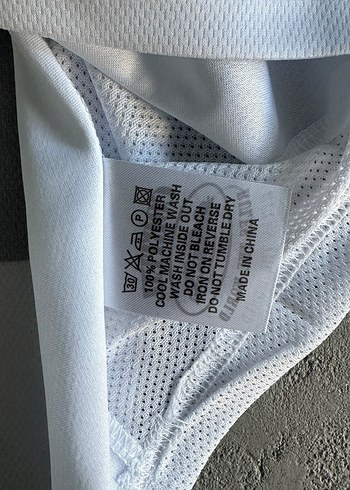 30 P
100% POLYESTER
COOL MACHINE WASH
WASH INSIDE OUT
DO NOT BLEACH
IRON ON REVERSE
DO NOT TUMBLE DRY
MADE IN CHINA